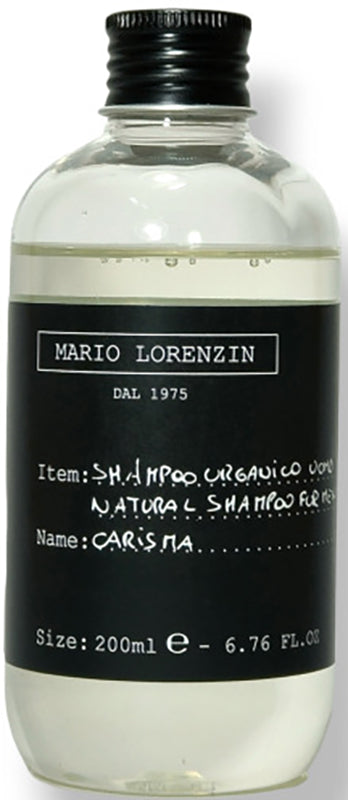 MARIO LORENZIN
DAL 1975
Item: SHAMPOO ORGANICO UOMO
NATURAL SHAMPOO FOR MEN
Name: CARISMA
Size: 200ml e - 6.76 FL.OZ